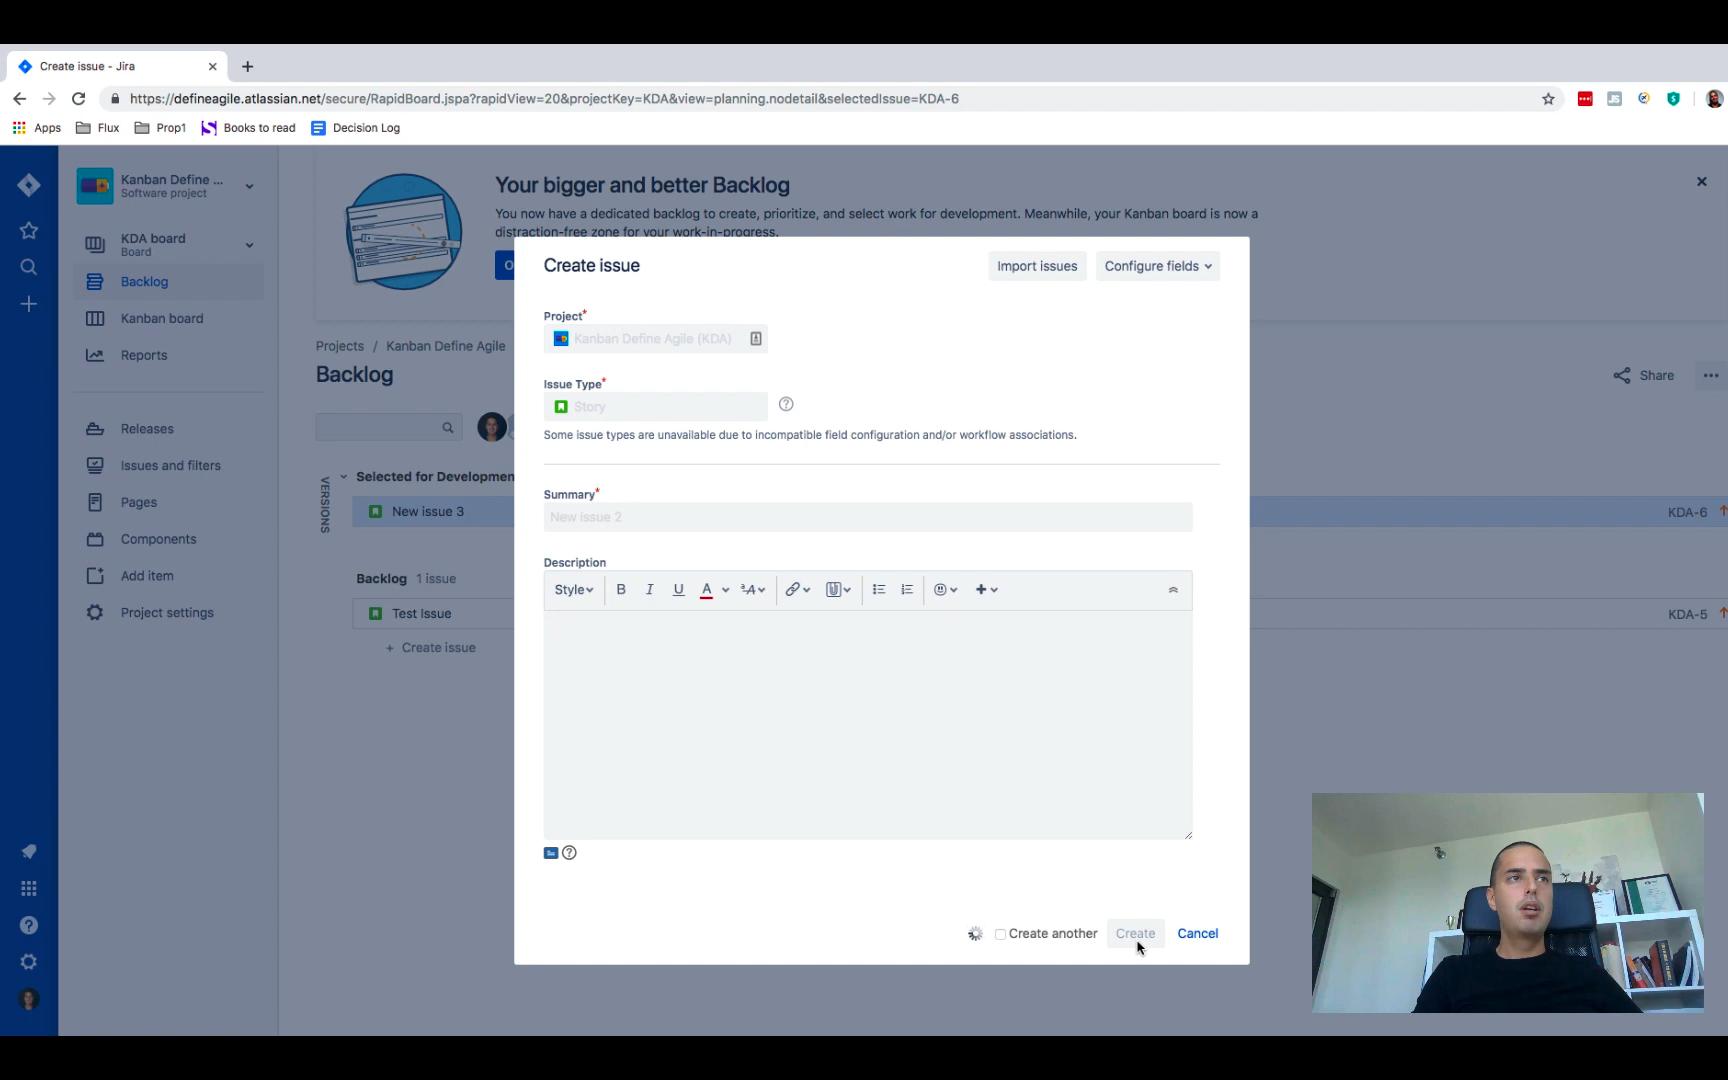 Create issue - Jira
https://defineagile.atlassian.net/secure/RapidBoard.jspa?rapidView=20&projectKey=KDA&view=planning.nodetail&selectedIssue=KDA-6
Apps Flux Prop1 Books to read Decision Log
Kanban Define ...
Software project
KDA board
Board
Backlog
Kanban board
Reports
Releases
Issues and filters
Pages
Components
Add item
Project settings
Your bigger and better Backlog
You now have a dedicated backlog to create, prioritize, and select work for development. Meanwhile, your Kanban board is now a
distraction-free zone for your work-in-progress.
Projects / Kanban Define Agile
Backlog
Share
VERSIONS
Selected for Developmen
New issue 3 KDA-6
Backlog 1 issue
Test Issue KDA-5
+ Create issue
Create issue
Import issues Configure fields
Project*
Kanban Define Agile (KDA)
Issue Type*
Story
Some issue types are unavailable due to incompatible field configuration and/or workflow associations.
Summary*
New issue 2
Description
Style B I U A
Create another Create Cancel